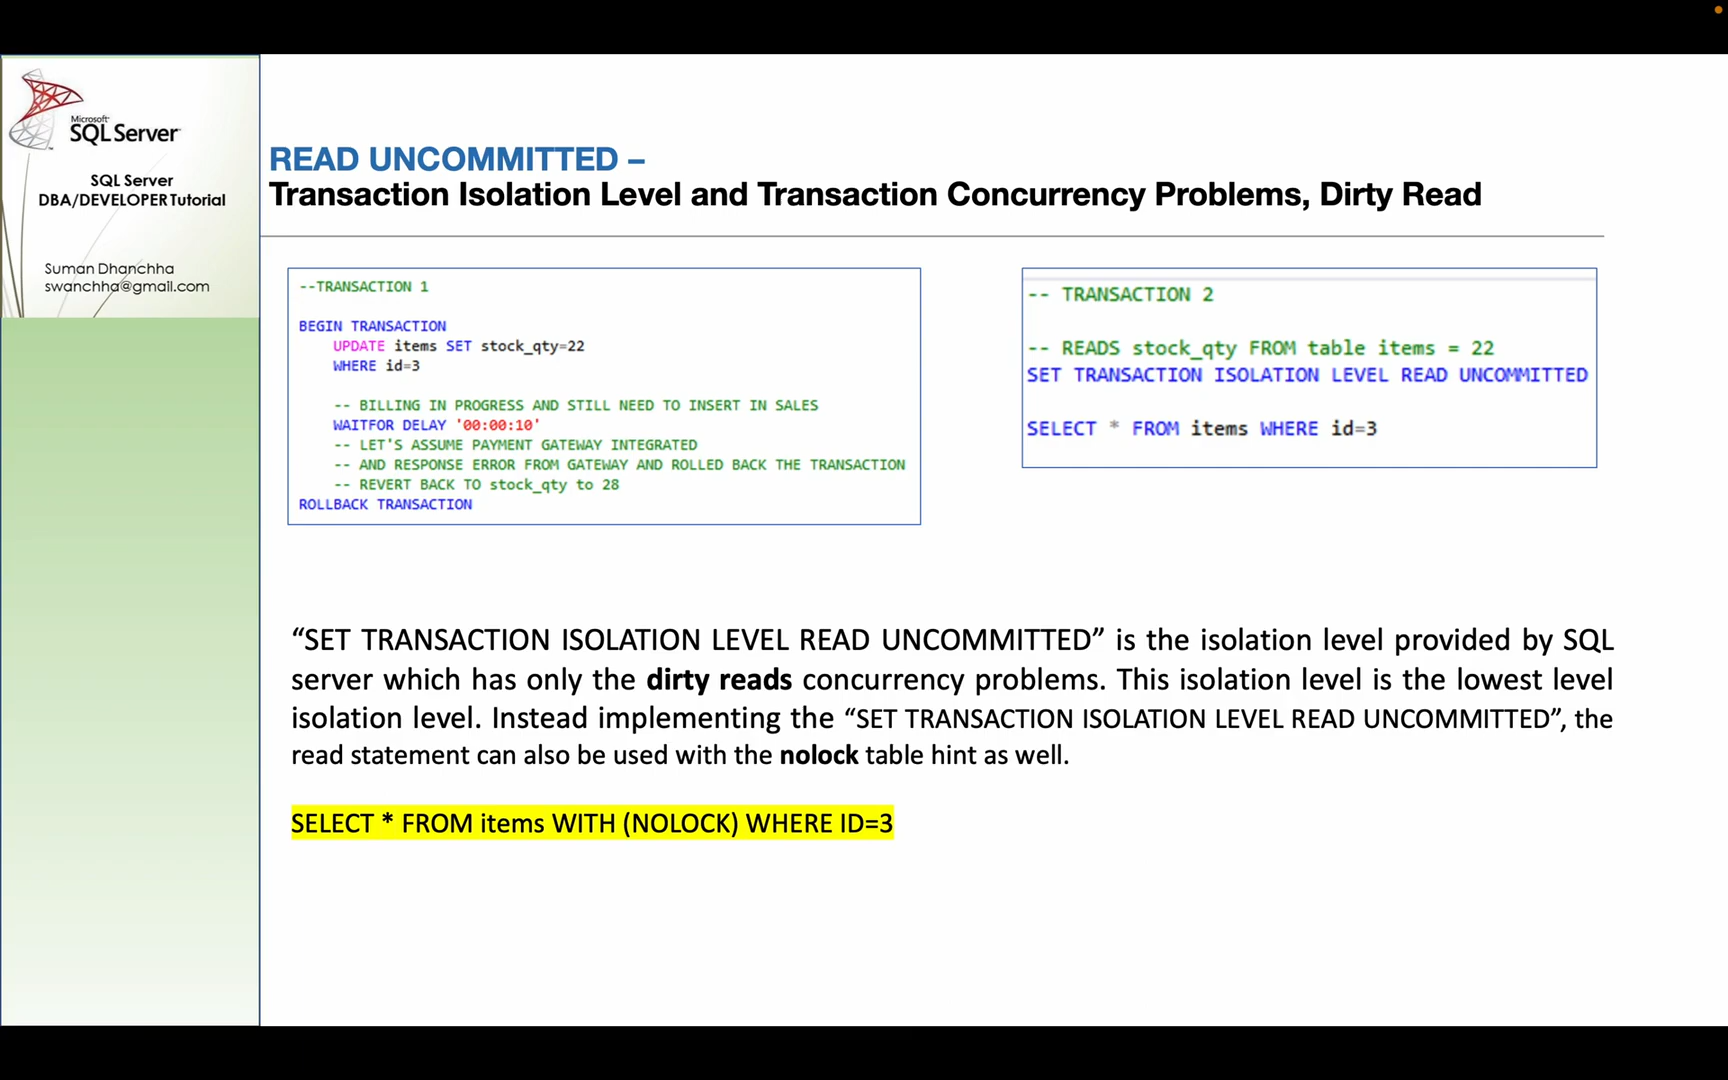 Microsoft
SQL Server
SQL Server
DBA/DEVELOPER Tutorial
Suman Dhanchha
swanchha@gmail.com
READ UNCOMMITTED –
Transaction Isolation Level and Transaction Concurrency Problems, Dirty Read
--TRANSACTION 1
BEGIN TRANSACTION
UPDATE items SET stock_qty=22
WHERE id=3
-- BILLING IN PROGRESS AND STILL NEED TO INSERT IN SALES
WAITFOR DELAY '00:00:10'
-- LET'S ASSUME PAYMENT GATEWAY INTEGRATED
-- AND RESPONSE ERROR FROM GATEWAY AND ROLLED BACK THE TRANSACTION
-- REVERT BACK TO stock_qty to 28
ROLLBACK TRANSACTION
-- TRANSACTION 2
-- READS stock_qty FROM table items = 22
SET TRANSACTION ISOLATION LEVEL READ UNCOMMITTED
SELECT * FROM items WHERE id=3
“SET TRANSACTION ISOLATION LEVEL READ UNCOMMITTED” is the isolation level provided by SQL
server which has only the dirty reads concurrency problems. This isolation level is the lowest level
isolation level. Instead implementing the “SET TRANSACTION ISOLATION LEVEL READ UNCOMMITTED”, the
read statement can also be used with the nolock table hint as well.
SELECT * FROM items WITH (NOLOCK) WHERE ID=3